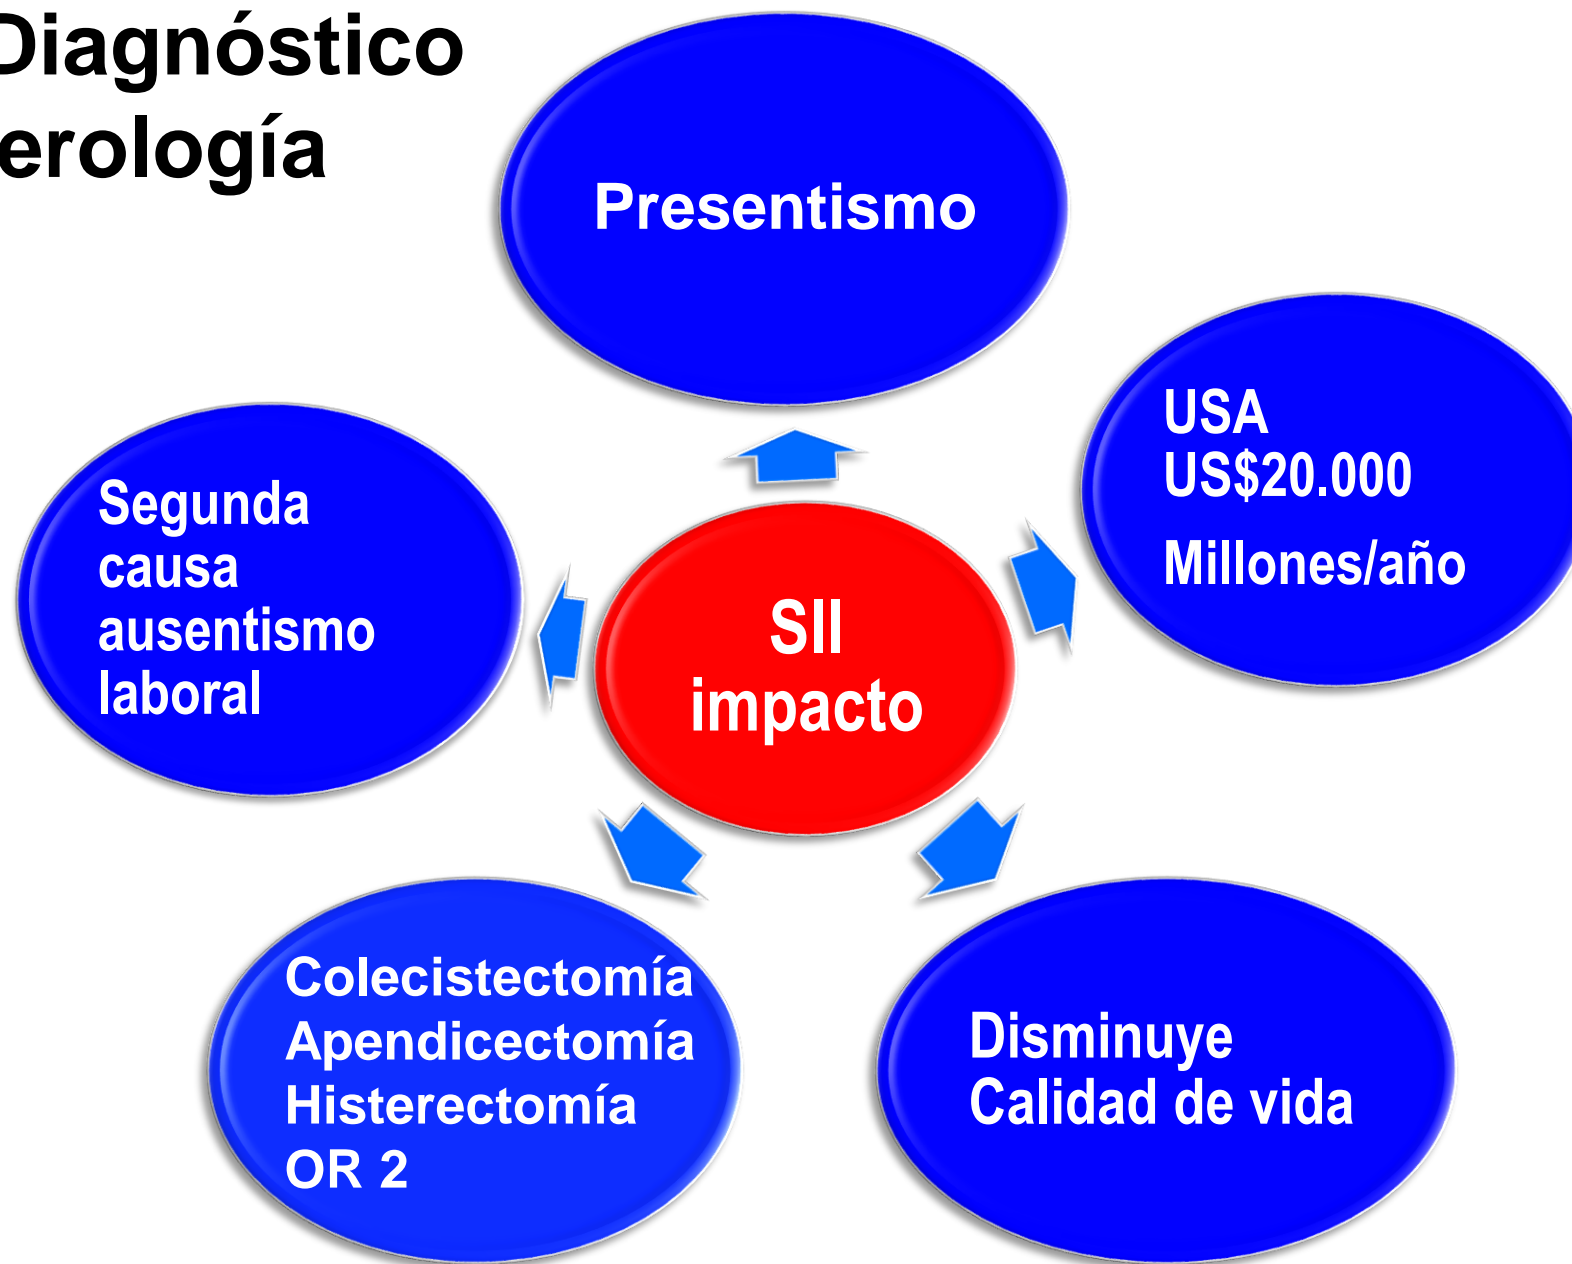 Diagnóstico
erología
Presentismo
USA
US$20.000
Millones/año
Segunda
causa
ausentismo
laboral
SII
impacto
Colecistectomía
Apendicectomía
Histerectomía
OR 2
Disminuye
Calidad de vida